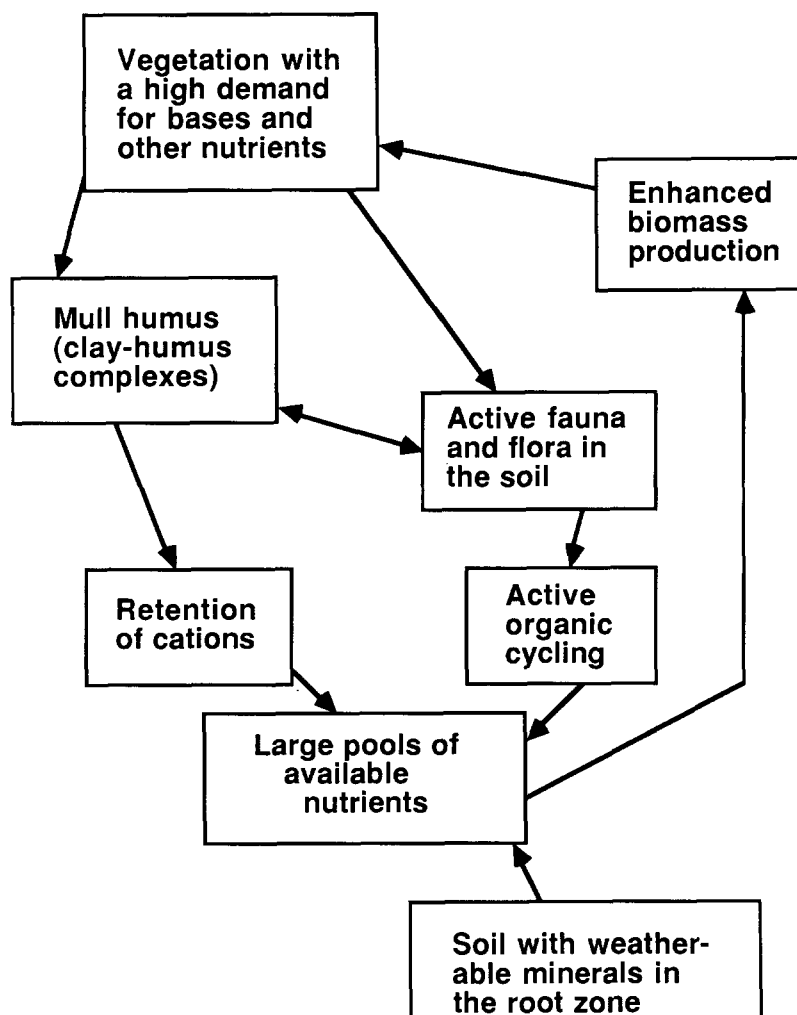 Vegetation with
a high demand
for bases and
other nutrients
Enhanced
biomass
production
Mull humus
(clay-humus
complexes)
Active fauna
and flora in
the soil
Retention
of cations
Active
organic
cycling
Large pools of
available
nutrients
Soil with weather-
able minerals in
the root zone